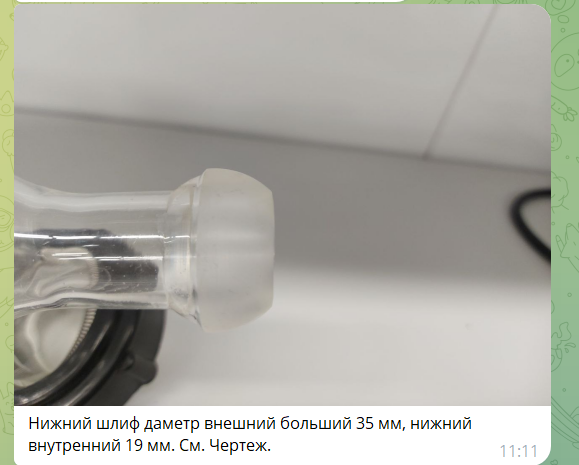 Нижний шлиф даметр внешний больший 35 мм, нижний
внутренний 19 мм. См. Чертеж.
11:11